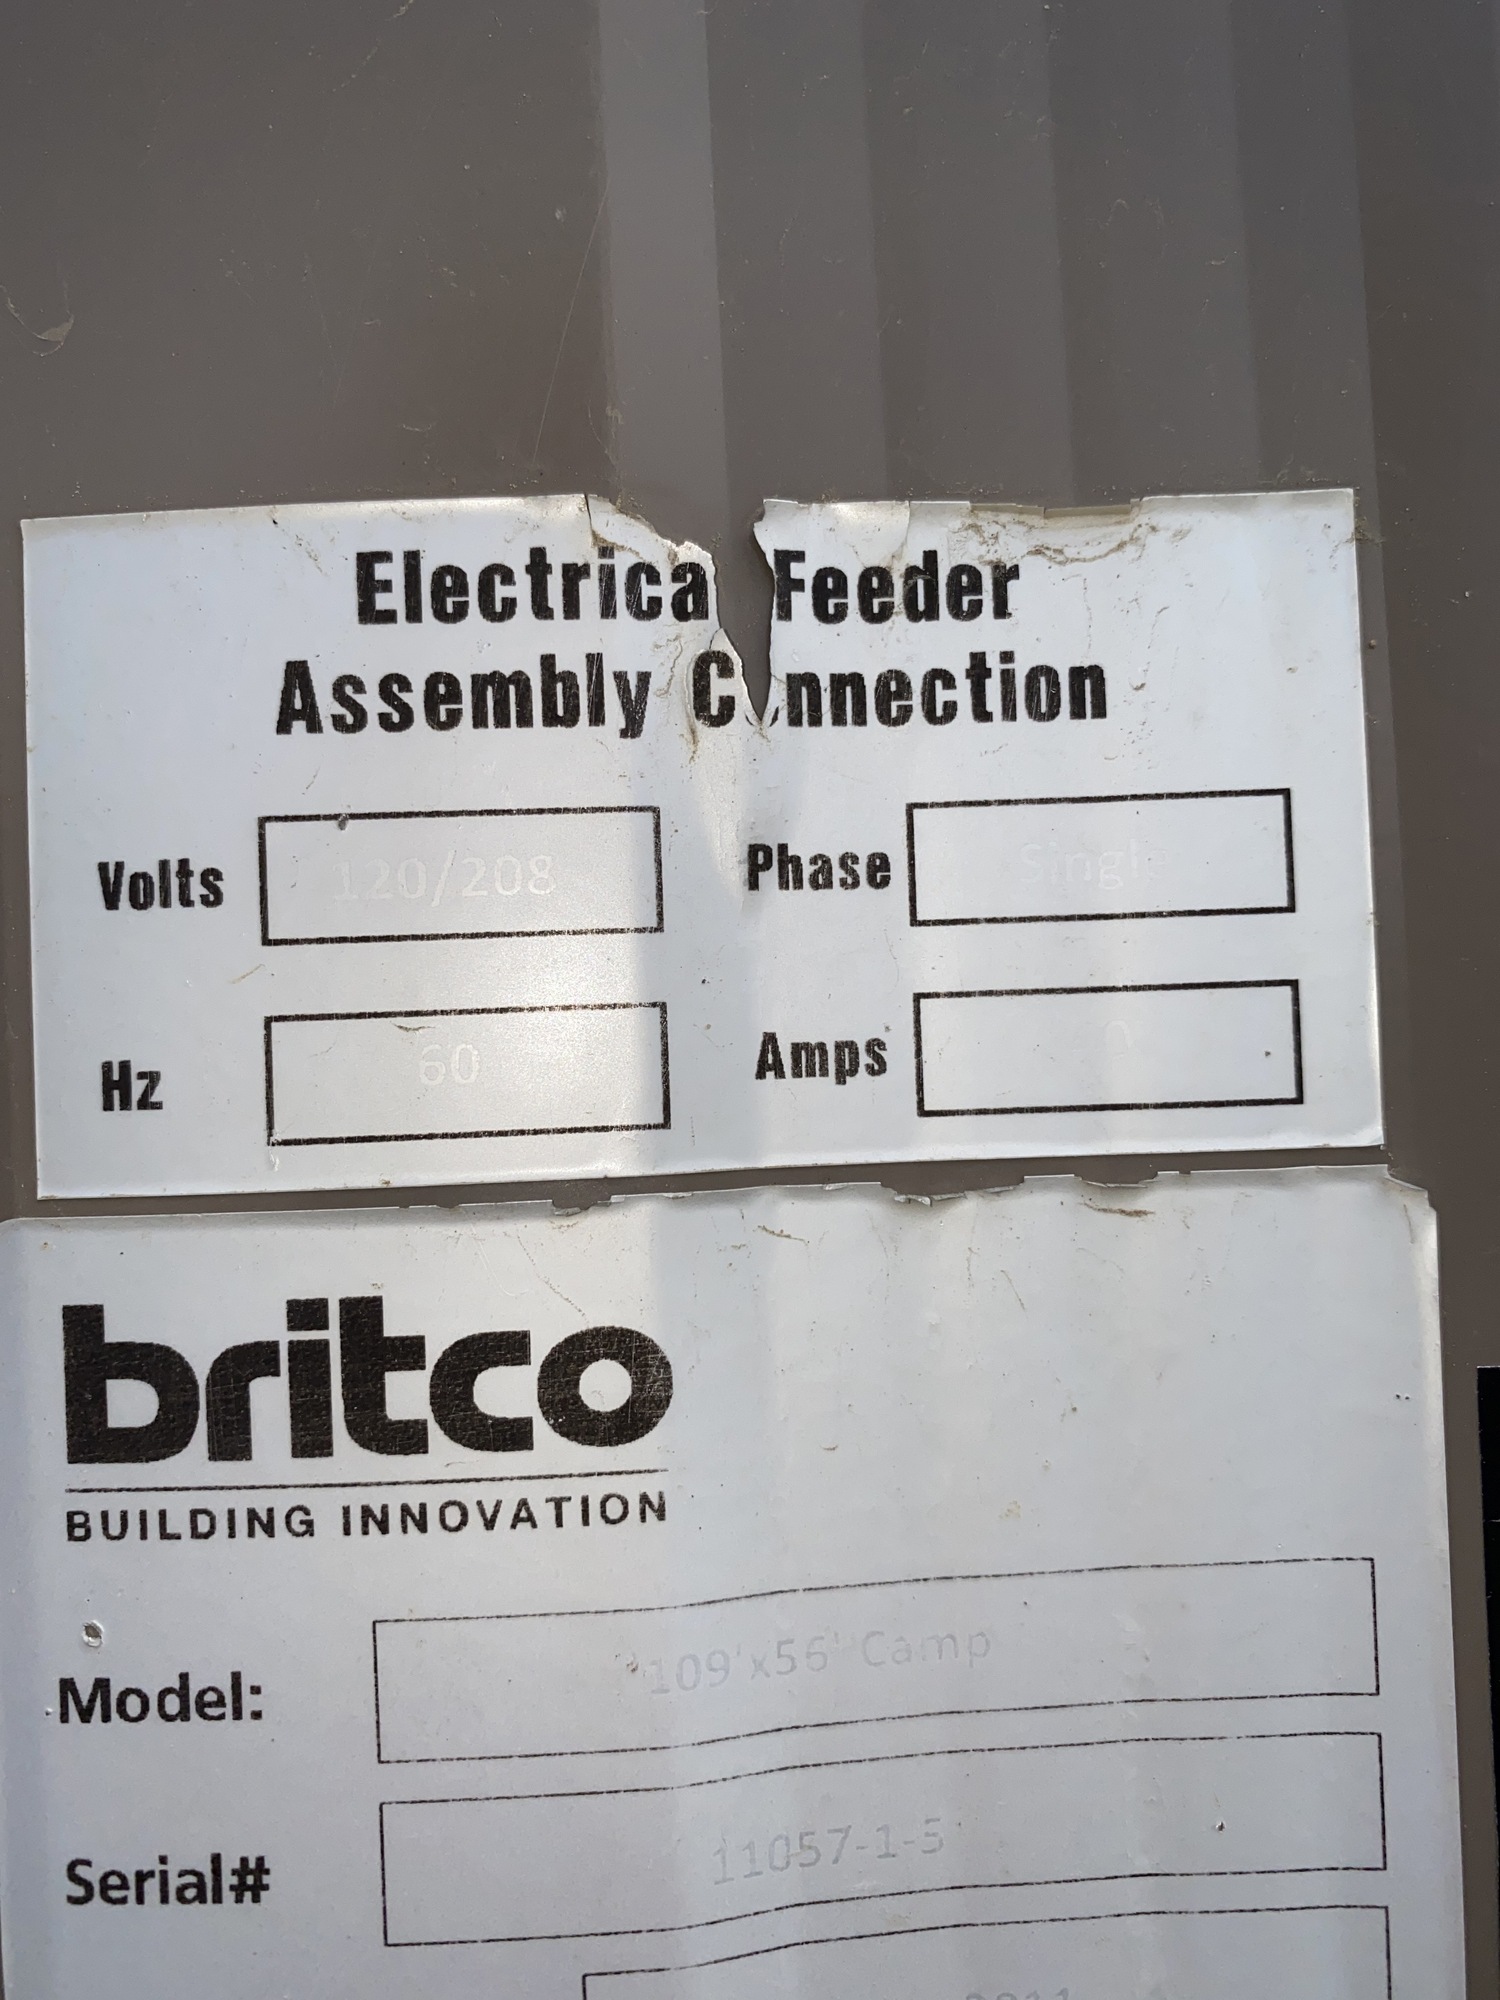 Electrica Feeder
Assembly C nnection
Volts 120/208 Phase Single
Hz 60 Amps
britco
BUILDING INNOVATION
Model: 109'x56' Camp
Serial# 11057-1-5